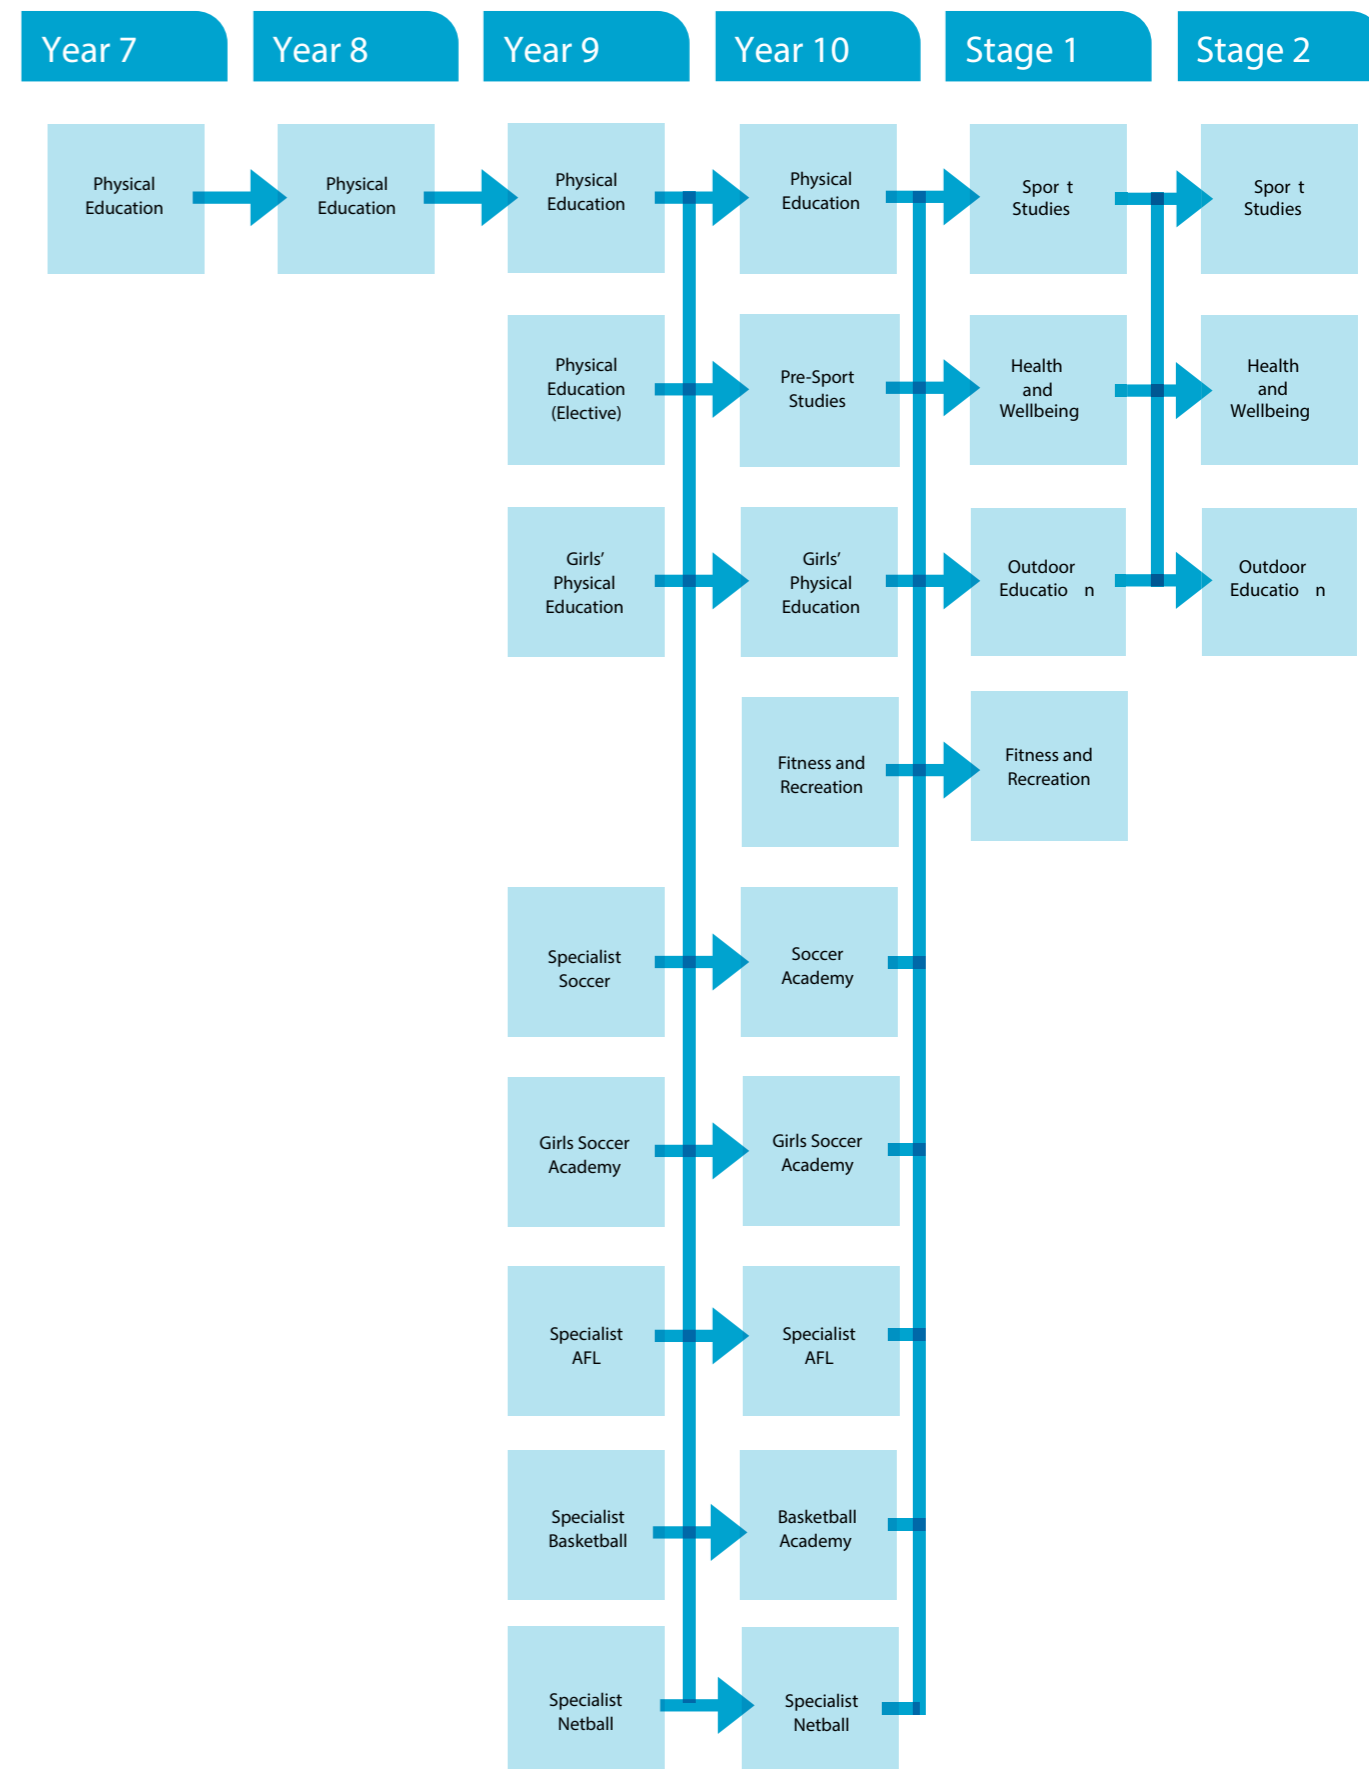 Year 7
Year 8
Year 9
Year 10
Stage 1
Stage 2
Physical
Education
Physical
Education
Physical
Education
Physical
Education
Spor t
Studies
Spor t
Studies
Physical
Education
(Elective)
Pre-Sport
Studies
Health
and
Wellbeing
Health
and
Wellbeing
Girls'
Physical
Education
Girls'
Physical
Education
Outdoor
Educatio n
Outdoor
Educatio n
Fitness and
Recreation
Fitness and
Recreation
Specialist
Soccer
Soccer
Academy
Girls Soccer
Academy
Girls Soccer
Academy
Specialist
AFL
Specialist
AFL
Specialist
Basketball
Basketball
Academy
Specialist
Netball
Specialist
Netball